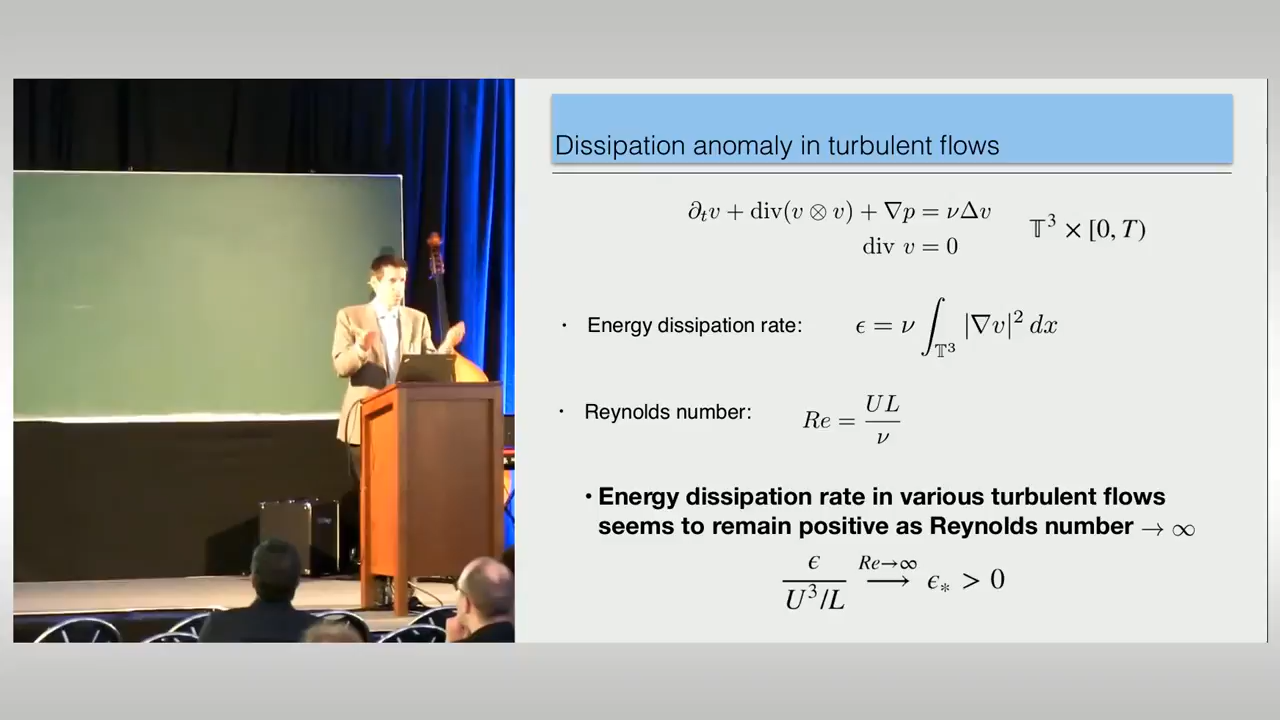 Dissipation anomaly in turbulent flows
∂ₜv + div(v ⊗ v) + ∇p = νΔv
div v = 0
𝕋³ × [0, T)
• Energy dissipation rate: ϵ = ν ∫_{𝕋³} |∇v|² dx
• Reynolds number: Re = UL/ν
• Energy dissipation rate in various turbulent flows
seems to remain positive as Reynolds number → ∞
ϵ/(U³/L) —Re→∞→ ϵ⁎ > 0